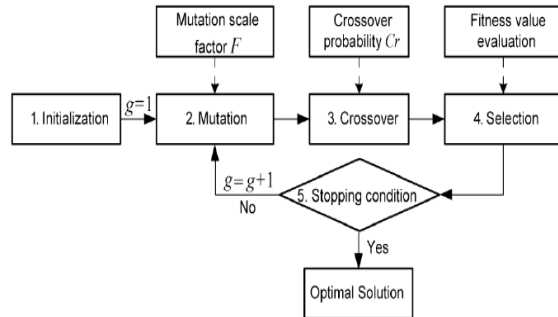 Mutation scale
factor F
Crossover
probability Cr
Fitness value
evaluation
1. Initialization
g=1
2. Mutation
3. Crossover
4. Selection
g=g+1
No
5. Stopping condition
Yes
Optimal Solution